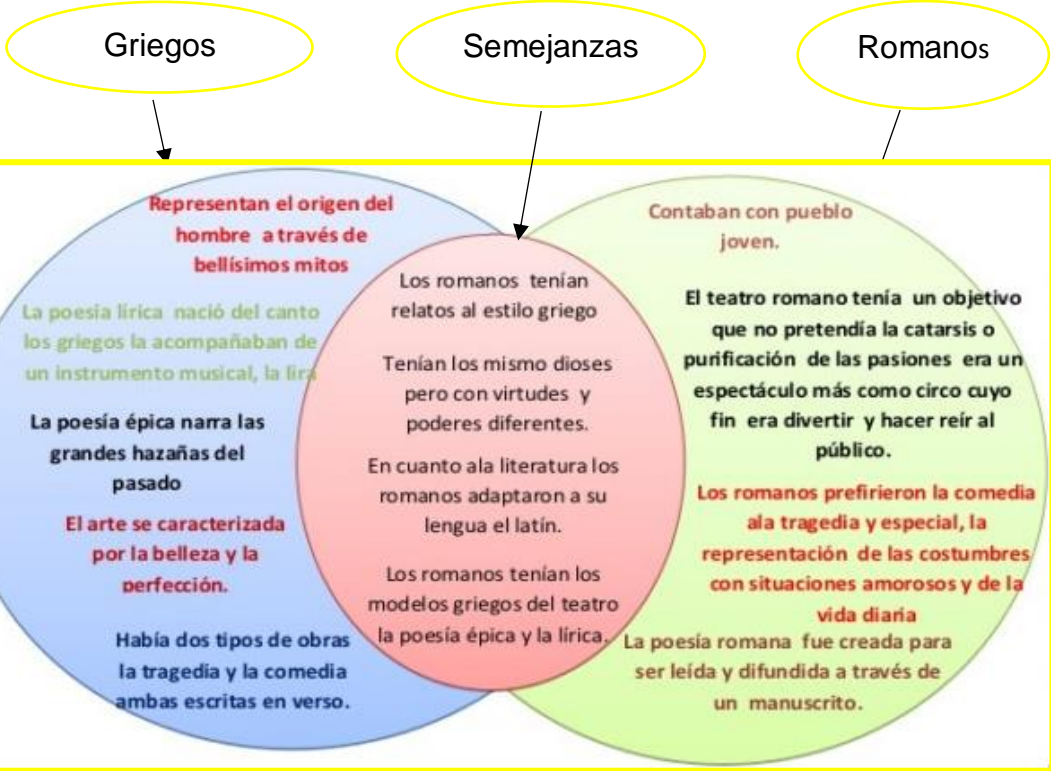 Griegos
Semejanzas
Romanos
Representan el origen del
hombre a través de
bellísimos mitos
La poesía lírica nació del canto
los griegos la acompañaban de
un instrumento musical, la lira
La poesía épica narra las
grandes hazañas del
pasado
El arte se caracterizada
por la belleza y la
perfección.
Había dos tipos de obras
la tragedia y la comedia
ambas escritas en verso.
Los romanos tenían
relatos al estilo griego
Tenían los mismo dioses
pero con virtudes y
poderes diferentes.
En cuanto ala literatura los
romanos adaptaron a su
lengua el latín.
Los romanos tenían los
modelos griegos del teatro
la poesía épica y la lírica.
Contaban con pueblo
joven.
El teatro romano tenía un objetivo
que no pretendía la catarsis o
purificación de las pasiones era un
espectáculo más como circo cuyo
fin era divertir y hacer reír al
público.
Los romanos prefirieron la comedia
ala tragedia y especial, la
representación de las costumbres
con situaciones amorosos y de la
vida diaria
La poesía romana fue creada para
ser leída y difundida a través de
un manuscrito.